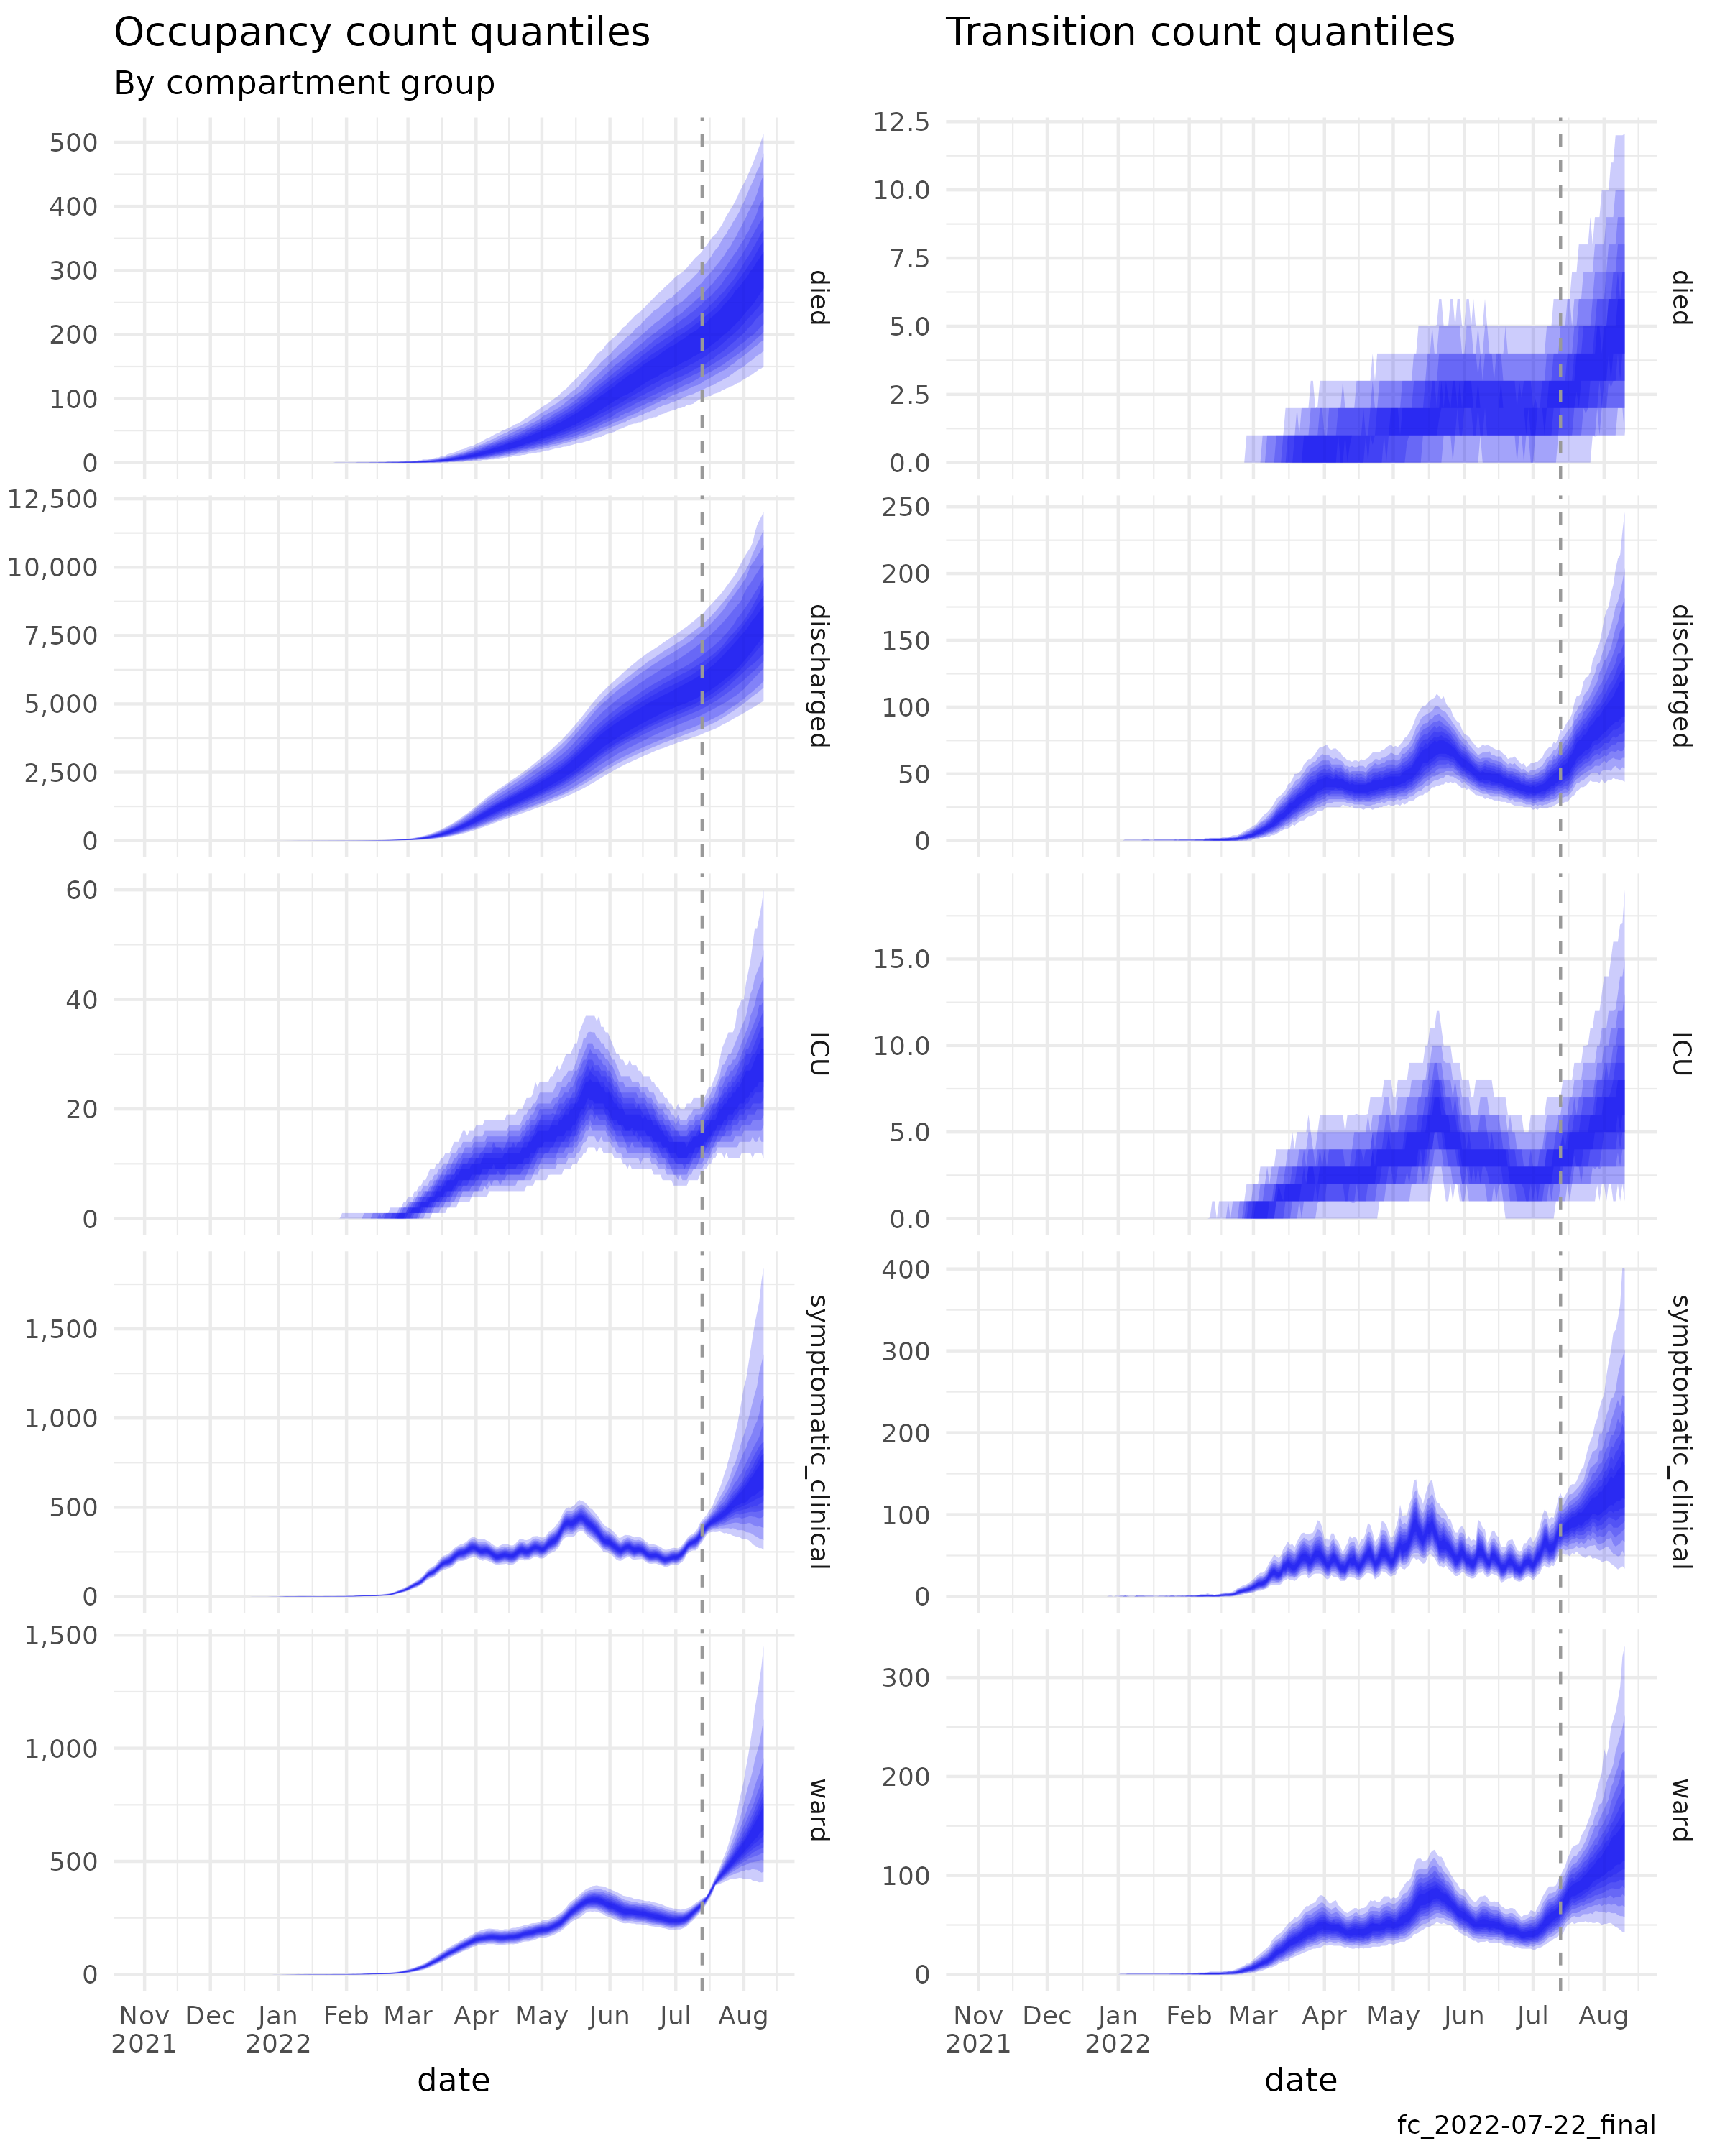 Occupancy count quantiles
By compartment group
Transition count quantiles
500
400
300
200
100
0
died
12.5
10.0
7.5
5.0
2.5
0.0
died
12,500
10,000
7,500
5,000
2,500
0
discharged
250
200
150
100
50
0
discharged
60
40
20
0
ICU
15.0
10.0
5.0
0.0
ICU
1,500
1,000
500
0
symptomatic_clinical
400
300
200
100
0
symptomatic_clinical
1,500
1,000
500
0
ward
300
200
100
0
ward
Nov Dec Jan Feb Mar Apr May Jun Jul Aug
2021 2022
date
Nov Dec Jan Feb Mar Apr May Jun Jul Aug
2021 2022
date
fc_2022-07-22_final